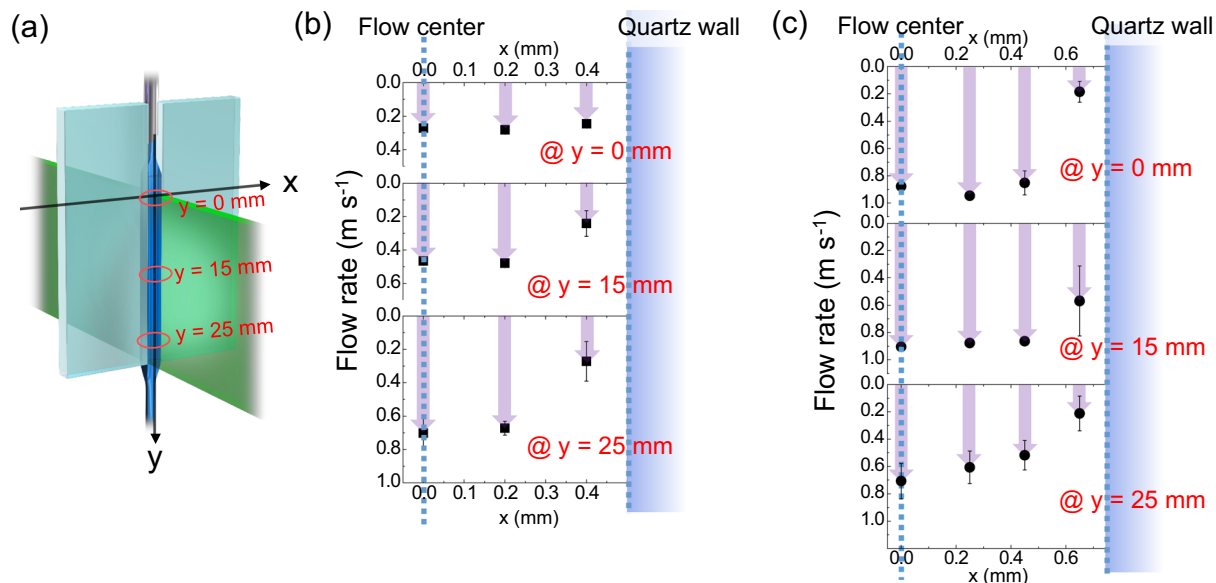 (a)
x
y = 0 mm
y = 15 mm
y = 25 mm
y
(b)
Flow center
Quartz wall
x (mm)
0.0 0.1 0.2 0.3 0.4
0.0
0.2
0.4
@ y = 0 mm
0.0
0.2
0.4
0.6
@ y = 15 mm
0.0
0.2
0.4
0.6
0.8
1.0
@ y = 25 mm
Flow rate (m s⁻¹)
0.0 0.1 0.2 0.3 0.4
x (mm)
(c)
Flow center
Quartz wall
x (mm)
0.0 0.2 0.4 0.6
0.0
0.2
0.4
0.6
0.8
1.0
@ y = 0 mm
0.0
0.2
0.4
0.6
0.8
1.0
@ y = 15 mm
0.0
0.2
0.4
0.6
0.8
1.0
@ y = 25 mm
Flow rate (m s⁻¹)
0.0 0.2 0.4 0.6
x (mm)